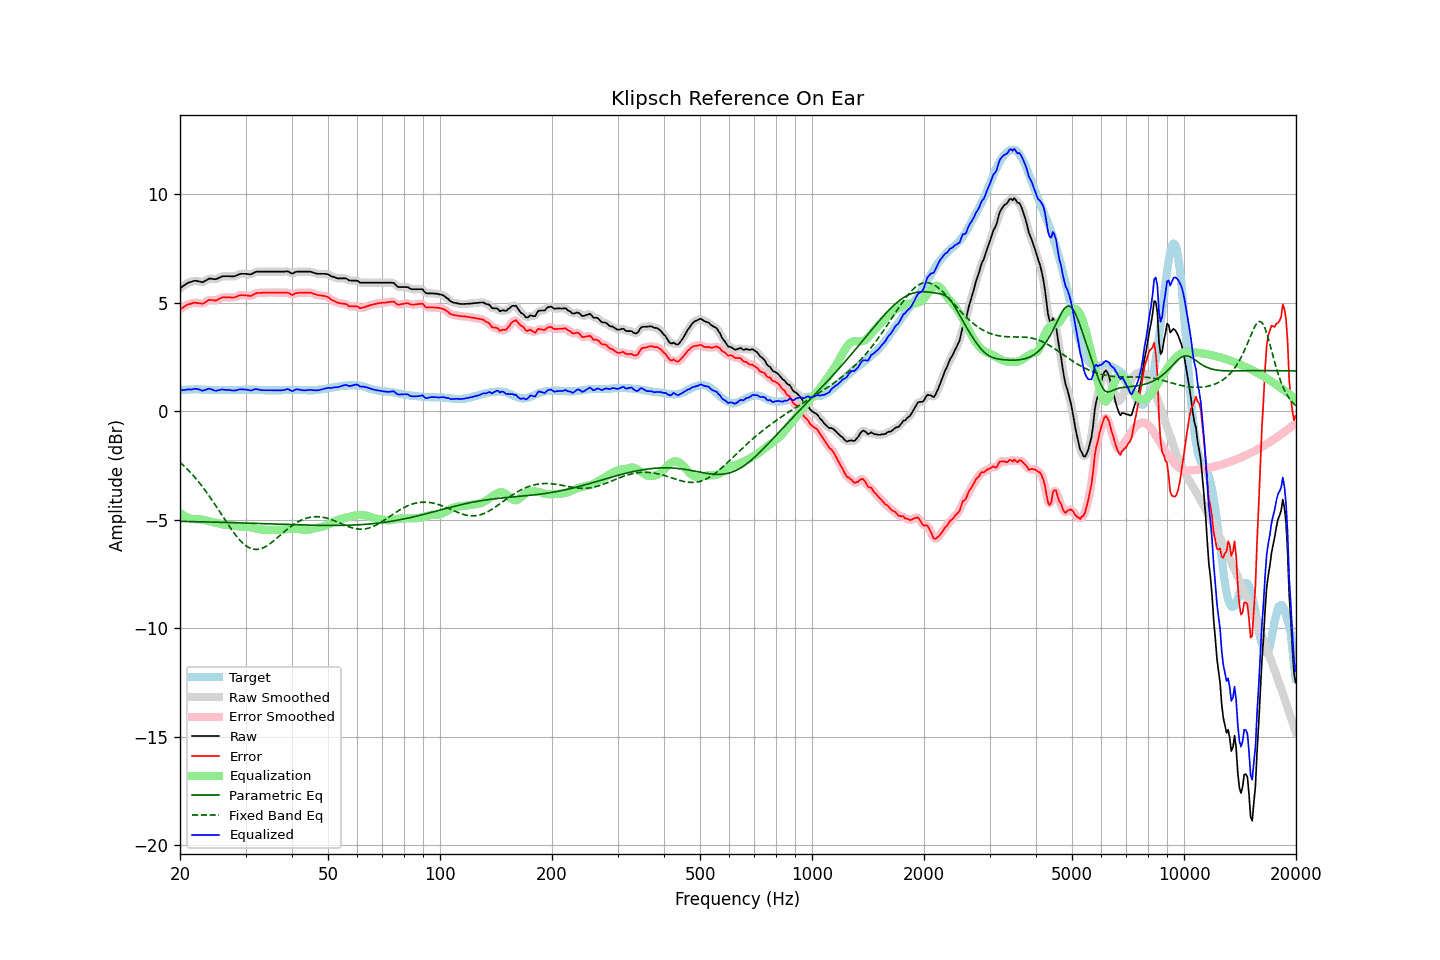 Klipsch Reference On Ear
Amplitude (dBr)
10
5
0
−5
−10
−15
−20
Target
Raw Smoothed
Error Smoothed
Raw
Error
Equalization
Parametric Eq
Fixed Band Eq
Equalized
20 50 100 200 500 1000 2000 5000 10000 20000
Frequency (Hz)